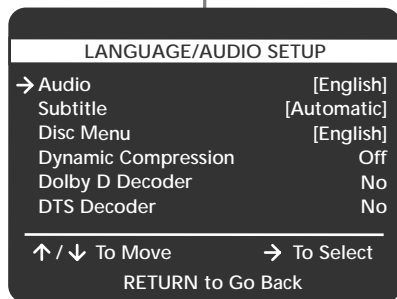 LANGUAGE/AUDIO SETUP
→ Audio [English]
Subtitle [Automatic]
Disc Menu [English]
Dynamic Compression Off
Dolby D Decoder No
DTS Decoder No
↑ / ↓ To Move → To Select
RETURN to Go Back